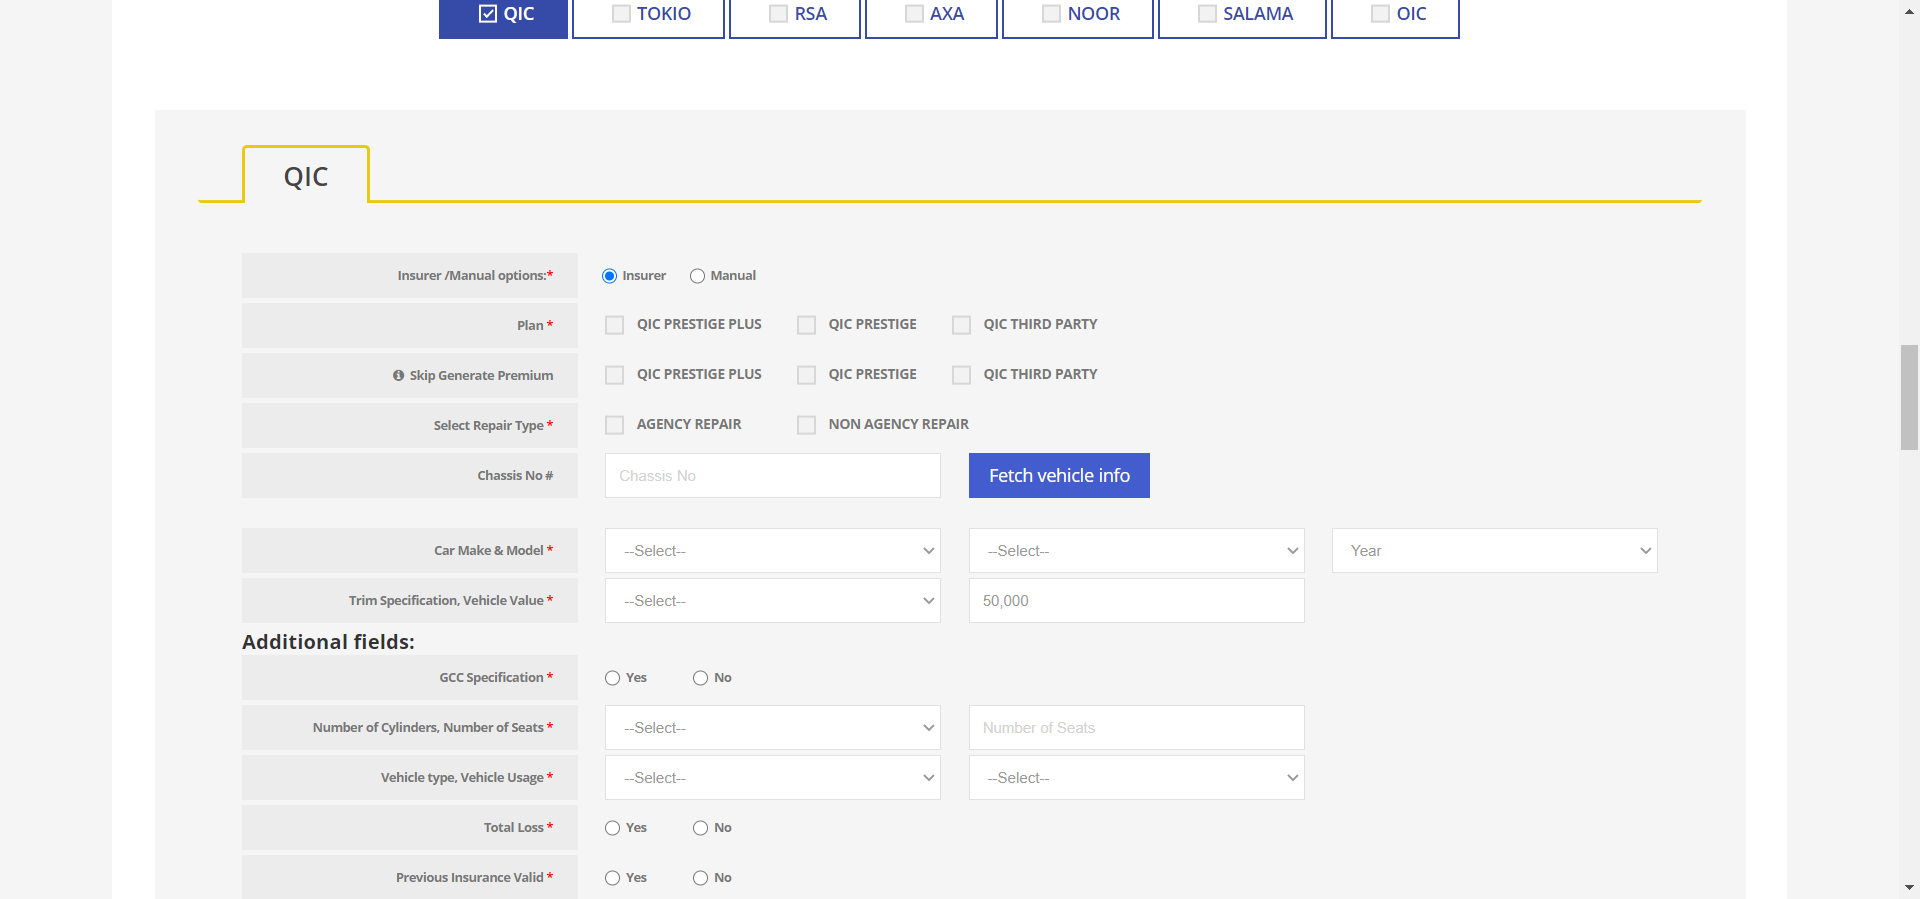 QIC TOKIO RSA AXA NOOR SALAMA OIC
QIC
Insurer /Manual options:* Insurer Manual
Plan * QIC PRESTIGE PLUS QIC PRESTIGE QIC THIRD PARTY
Skip Generate Premium QIC PRESTIGE PLUS QIC PRESTIGE QIC THIRD PARTY
Select Repair Type * AGENCY REPAIR NON AGENCY REPAIR
Chassis No # Chassis No Fetch vehicle info
Car Make & Model * --Select-- --Select-- Year
Trim Specification, Vehicle Value * --Select-- 50,000
Additional fields:
GCC Specification * Yes No
Number of Cylinders, Number of Seats * --Select-- Number of Seats
Vehicle type, Vehicle Usage * --Select-- --Select--
Total Loss * Yes No
Previous Insurance Valid * Yes No